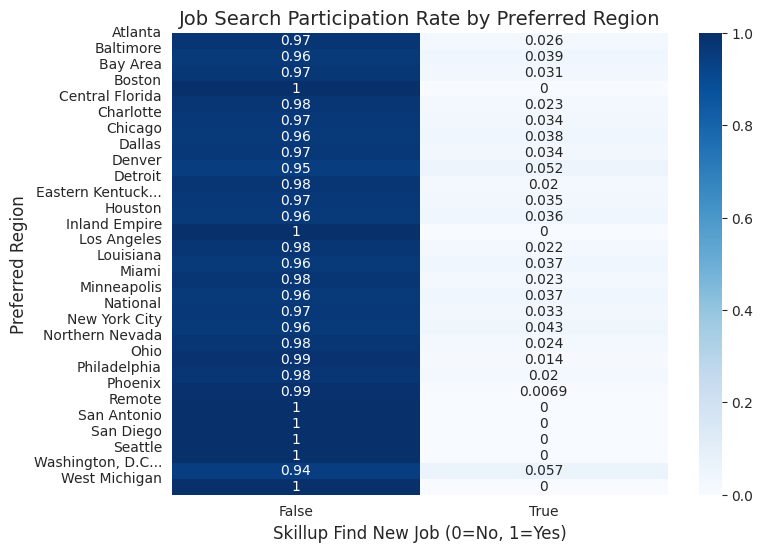 Job Search Participation Rate by Preferred Region
Preferred Region
Atlanta 0.97 0.026
Baltimore 0.96 0.039
Bay Area 0.97 0.031
Boston 1 0
Central Florida 0.98 0.023
Charlotte 0.97 0.034
Chicago 0.96 0.038
Dallas 0.97 0.034
Denver 0.95 0.052
Detroit 0.98 0.02
Eastern Kentuck... 0.97 0.035
Houston 0.96 0.036
Inland Empire 1 0
Los Angeles 0.98 0.022
Louisiana 0.96 0.037
Miami 0.98 0.023
Minneapolis 0.96 0.037
National 0.97 0.033
New York City 0.96 0.043
Northern Nevada 0.98 0.024
Ohio 0.99 0.014
Philadelphia 0.98 0.02
Phoenix 0.99 0.0069
Remote 1 0
San Antonio 1 0
San Diego 1 0
Seattle 1 0
Washington, D.C... 0.94 0.057
West Michigan 1 0
False True
Skillup Find New Job (0=No, 1=Yes)
1.0
0.8
0.6
0.4
0.2
0.0